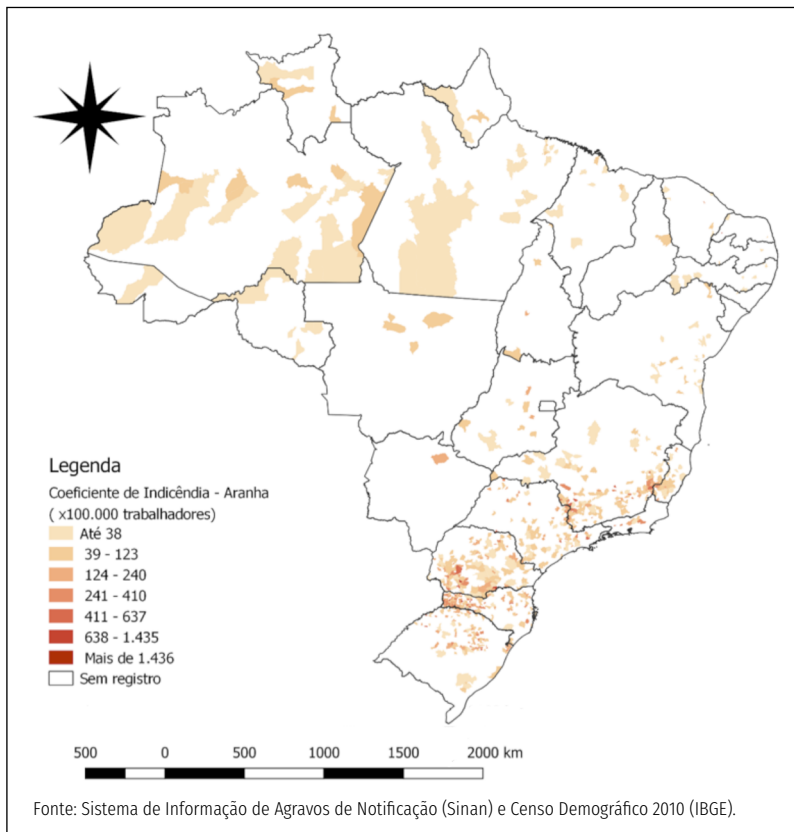 Legenda
Coeficiente de Indicêndia - Aranha
( x100.000 trabalhadores)
Até 38
39 - 123
124 - 240
241 - 410
411 - 637
638 - 1.435
Mais de 1.436
Sem registro
500 0 500 1000 1500 2000 km
Fonte: Sistema de Informação de Agravos de Notificação (Sinan) e Censo Demográfico 2010 (IBGE).